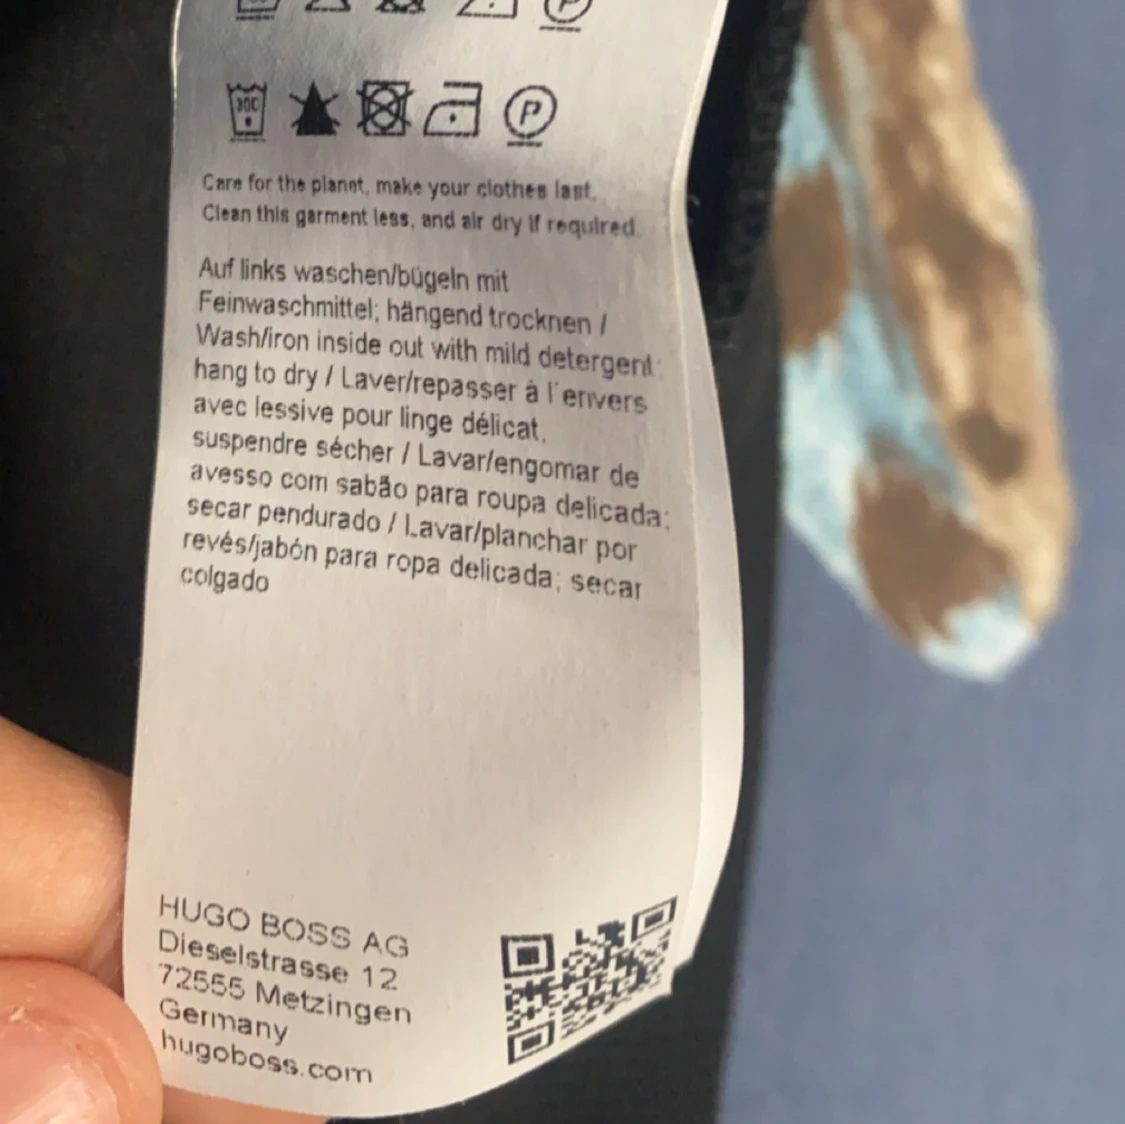 30C
P
Care for the planet, make your clothes last.
Clean this garment less, and air dry if required.
Auf links waschen/bügeln mit
Feinwaschmittel; hängend trocknen /
Wash/iron inside out with mild detergent;
hang to dry / Laver/repasser à l'envers
avec lessive pour linge délicat,
suspendre sécher / Lavar/engomar de
avesso com sabão para roupa delicada;
secar pendurado / Lavar/planchar por
revés/jabón para ropa delicada; secar
colgado
HUGO BOSS AG
Dieselstrasse 12
72555 Metzingen
Germany
hugoboss.com